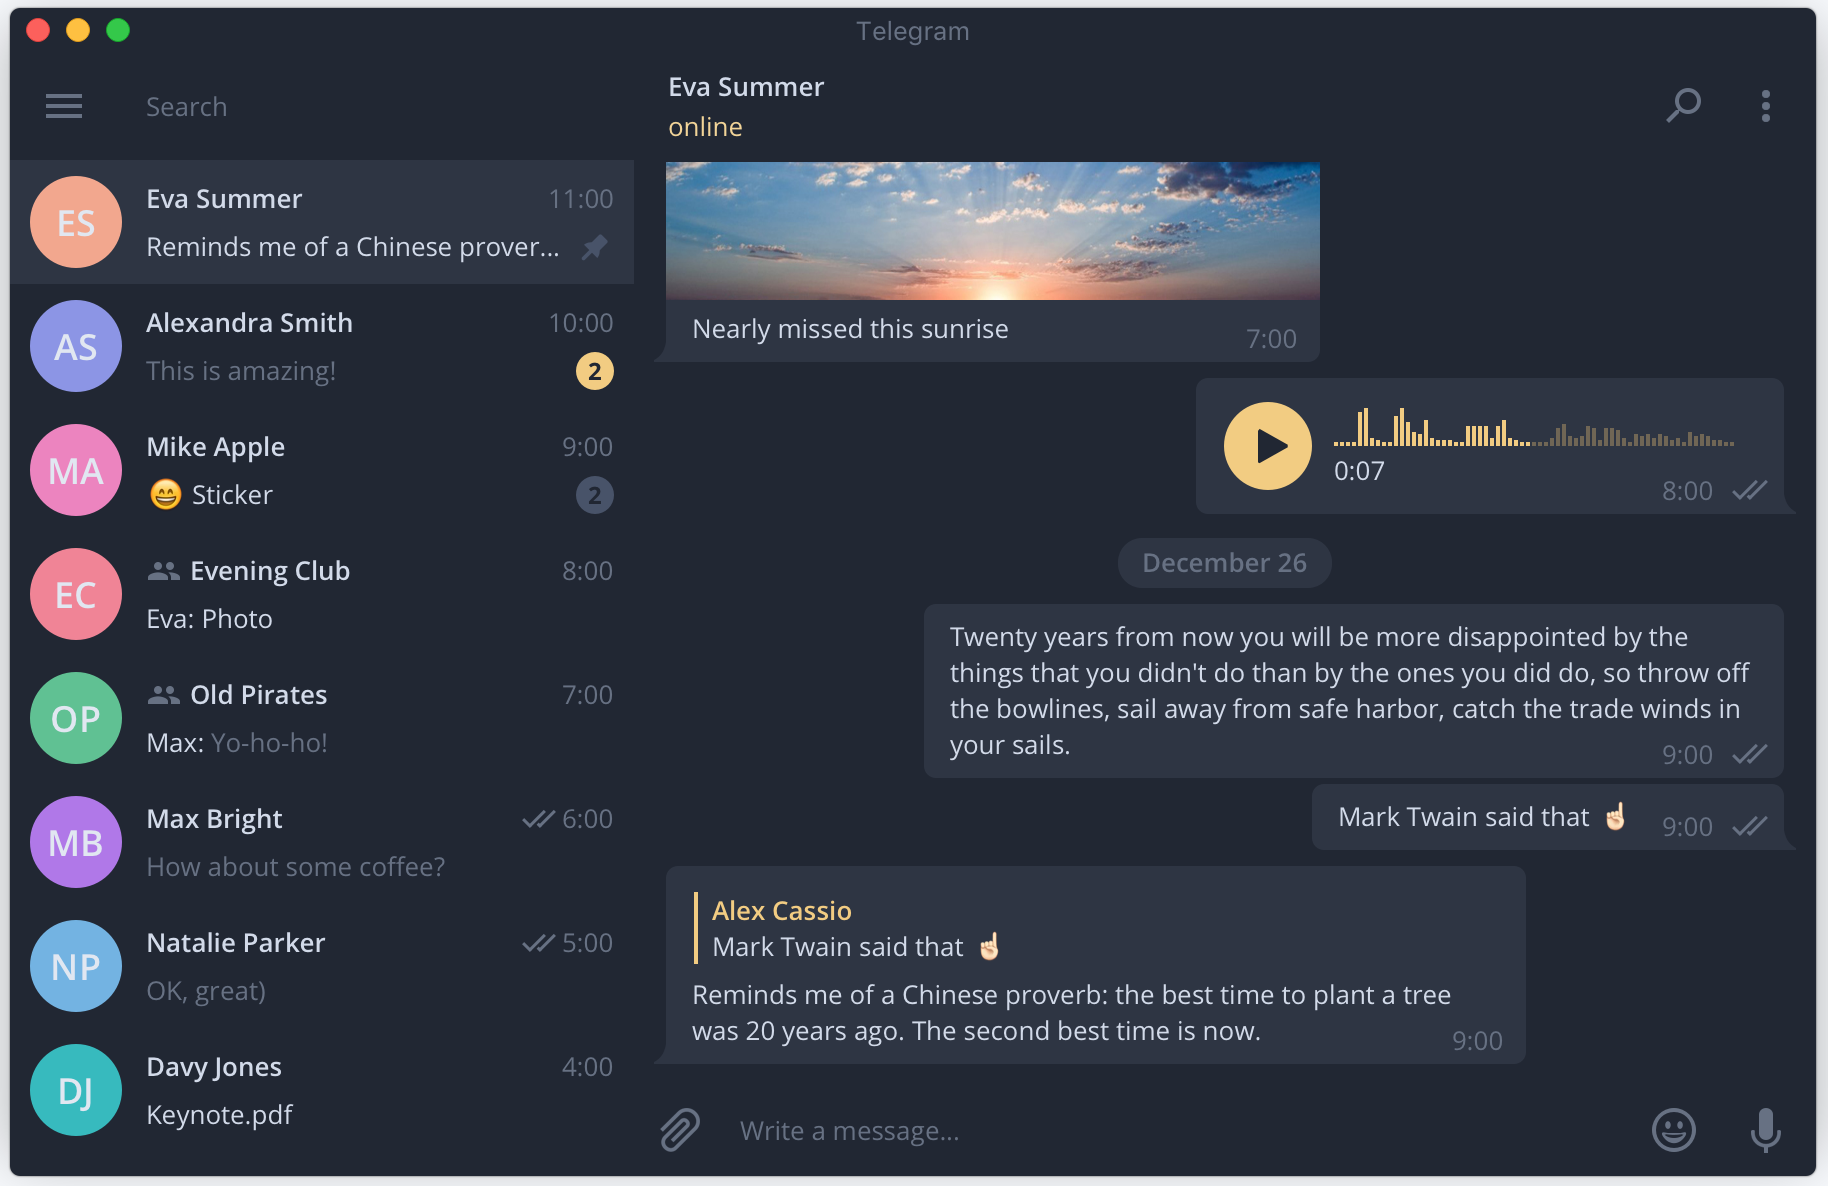 Telegram
Search
ES
Eva Summer 11:00
Reminds me of a Chinese prover...
AS
Alexandra Smith 10:00
This is amazing! 2
MA
Mike Apple 9:00
😄 Sticker 2
EC
Evening Club 8:00
Eva: Photo
OP
Old Pirates 7:00
Max: Yo-ho-ho!
MB
Max Bright 6:00
How about some coffee?
NP
Natalie Parker 5:00
OK, great)
DJ
Davy Jones 4:00
Keynote.pdf
Eva Summer
online
Nearly missed this sunrise
7:00
0:07
8:00
December 26
Twenty years from now you will be more disappointed by the
things that you didn't do than by the ones you did do, so throw off
the bowlines, sail away from safe harbor, catch the trade winds in
your sails.
9:00
Mark Twain said that ☝🏻 9:00
Alex Cassio
Mark Twain said that ☝🏻
Reminds me of a Chinese proverb: the best time to plant a tree
was 20 years ago. The second best time is now.
9:00
Write a message...